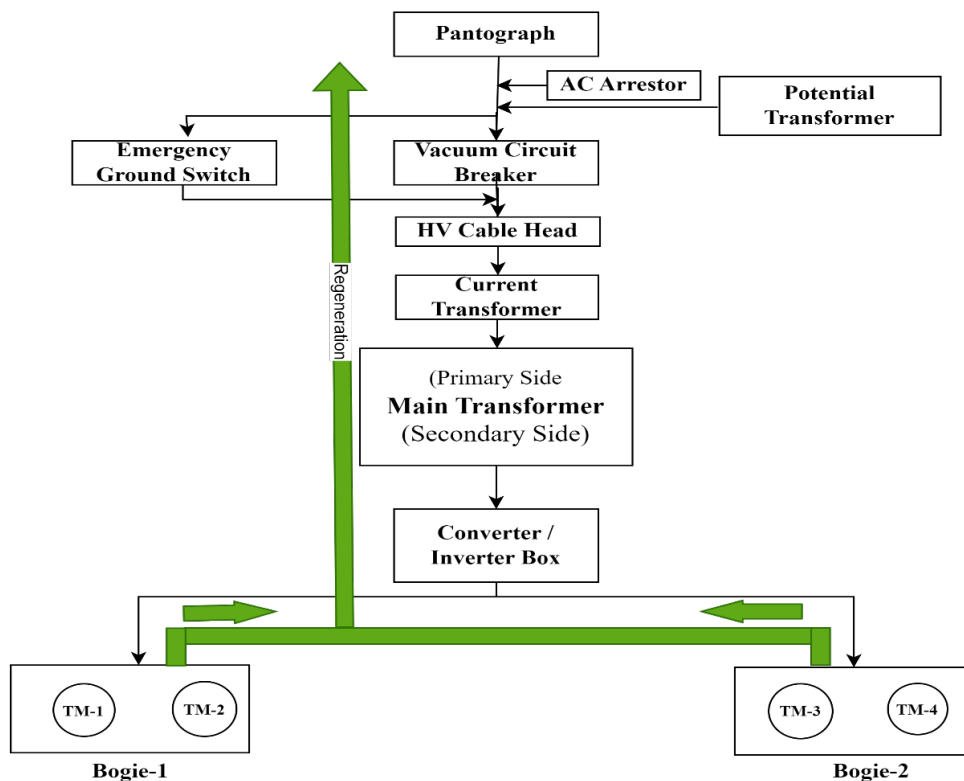 Pantograph
AC Arrestor
Potential
Transformer
Emergency
Ground Switch
Vacuum Circuit
Breaker
HV Cable Head
Regeneration
Current
Transformer
(Primary Side
Main Transformer
(Secondary Side)
Converter /
Inverter Box
TM-1
TM-2
TM-3
TM-4
Bogie-1
Bogie-2